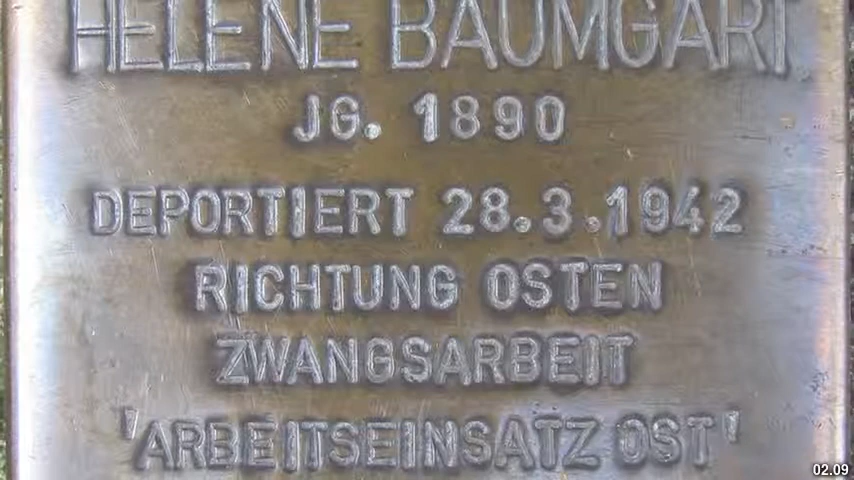 HELENE BAUMGART
JG. 1890
DEPORTIERT 28.3.1942
RICHTUNG OSTEN
ZWANGSARBEIT
'ARBEITSEINSATZ OST'
02.09